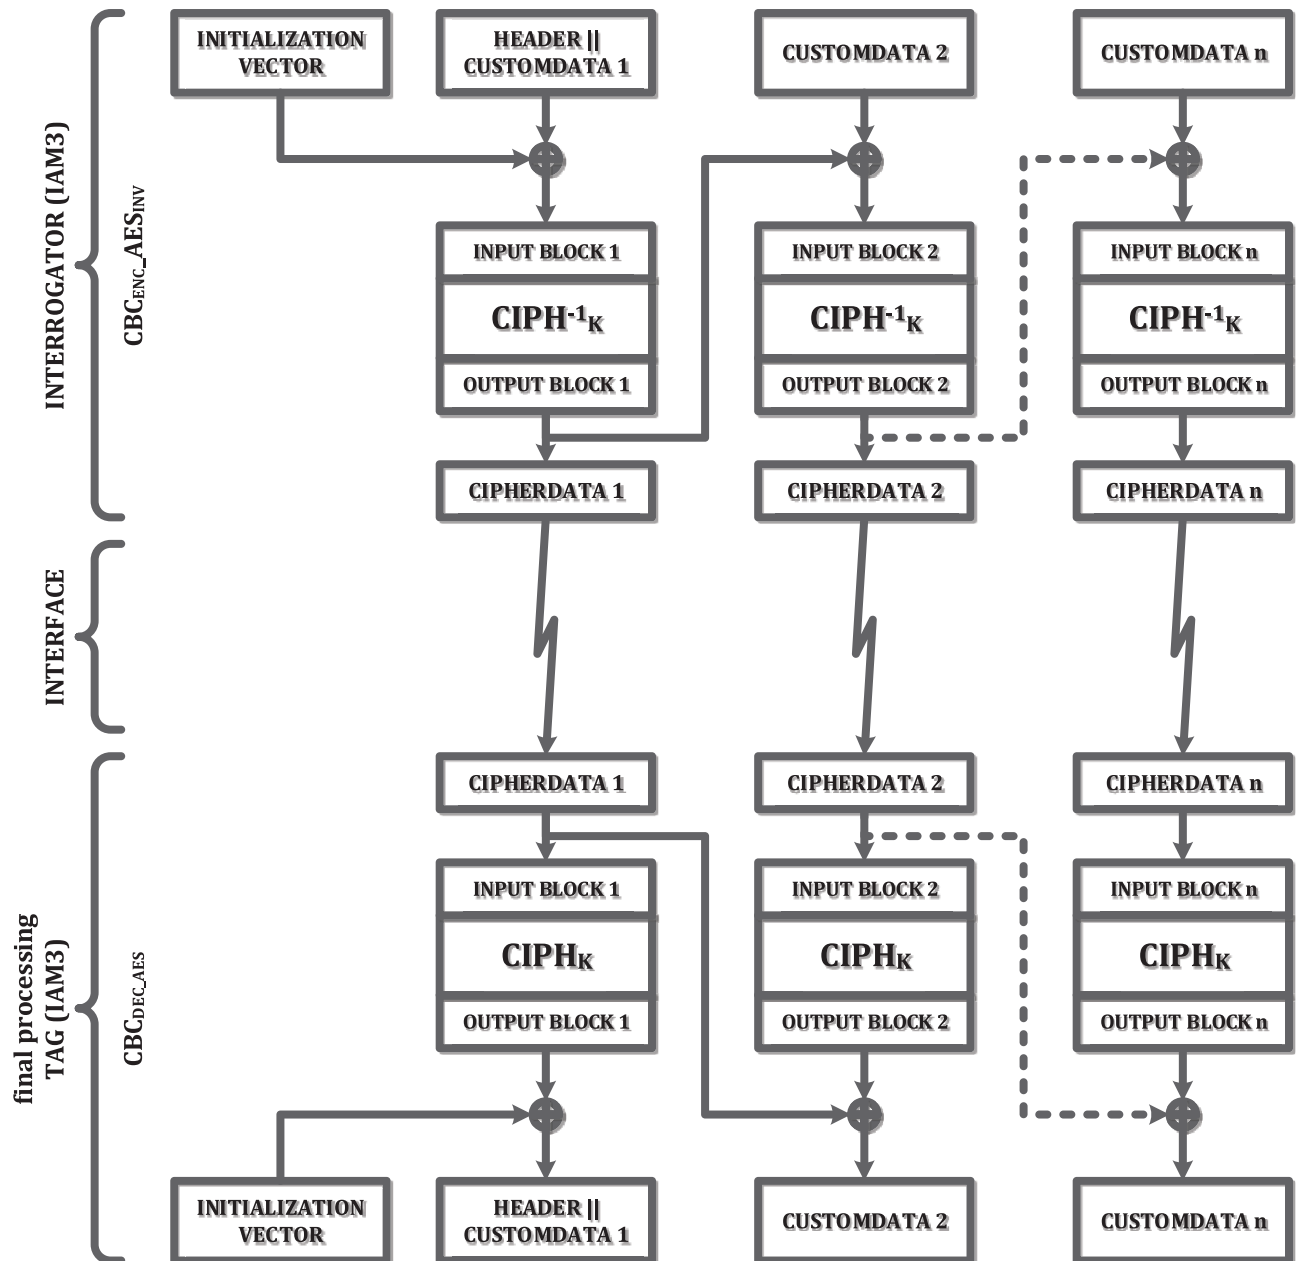 INITIALIZATION
VECTOR
HEADER ||
CUSTOMDATA 1
CUSTOMDATA 2
CUSTOMDATA n
INTERROGATOR (IAM3)
CBCENC_AESINV
INPUT BLOCK 1
INPUT BLOCK 2
INPUT BLOCK n
CIPH-1K
CIPH-1K
CIPH-1K
OUTPUT BLOCK 1
OUTPUT BLOCK 2
OUTPUT BLOCK n
CIPHERDATA 1
CIPHERDATA 2
CIPHERDATA n
INTERFACE
CIPHERDATA 1
CIPHERDATA 2
CIPHERDATA n
final processing
TAG (IAM3)
CBCDEC_AES
INPUT BLOCK 1
INPUT BLOCK 2
INPUT BLOCK n
CIPHK
CIPHK
CIPHK
OUTPUT BLOCK 1
OUTPUT BLOCK 2
OUTPUT BLOCK n
INITIALIZATION
VECTOR
HEADER ||
CUSTOMDATA 1
CUSTOMDATA 2
CUSTOMDATA n